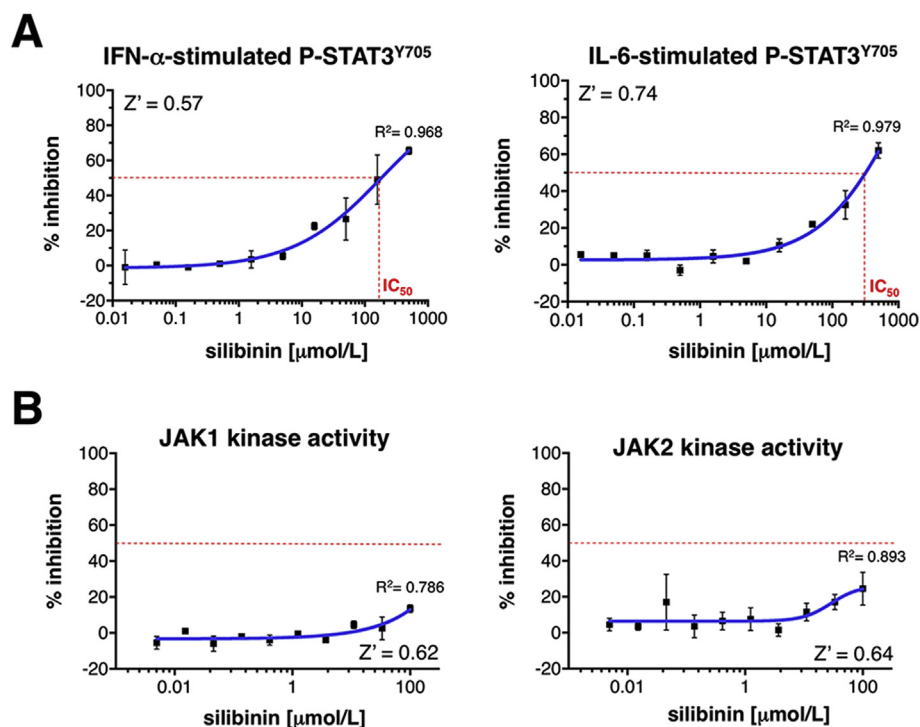 A
IFN-α-stimulated P-STAT3Y705
Z' = 0.57
R2= 0.968
100
80
60
40
20
0
-20
% inhibition
IC50
0.01 0.1 1 10 100 1000
silibinin [μmol/L]
IL-6-stimulated P-STAT3Y705
Z' = 0.74
R2= 0.979
100
80
60
40
20
0
-20
% inhibition
IC50
0.01 0.1 1 10 100 1000
silibinin [μmol/L]
B
JAK1 kinase activity
100
80
60
40
20
0
-20
% inhibition
R2= 0.786
Z' = 0.62
0.01 1 100
silibinin [μmol/L]
JAK2 kinase activity
100
80
60
40
20
0
-20
% inhibition
R2= 0.893
Z' = 0.64
0.01 1 100
silibinin [μmol/L]